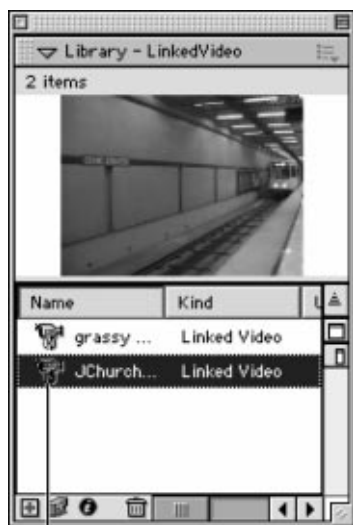 Library - LinkedVideo
2 items
Name Kind
grassy ... Linked Video
JChurch... Linked Video